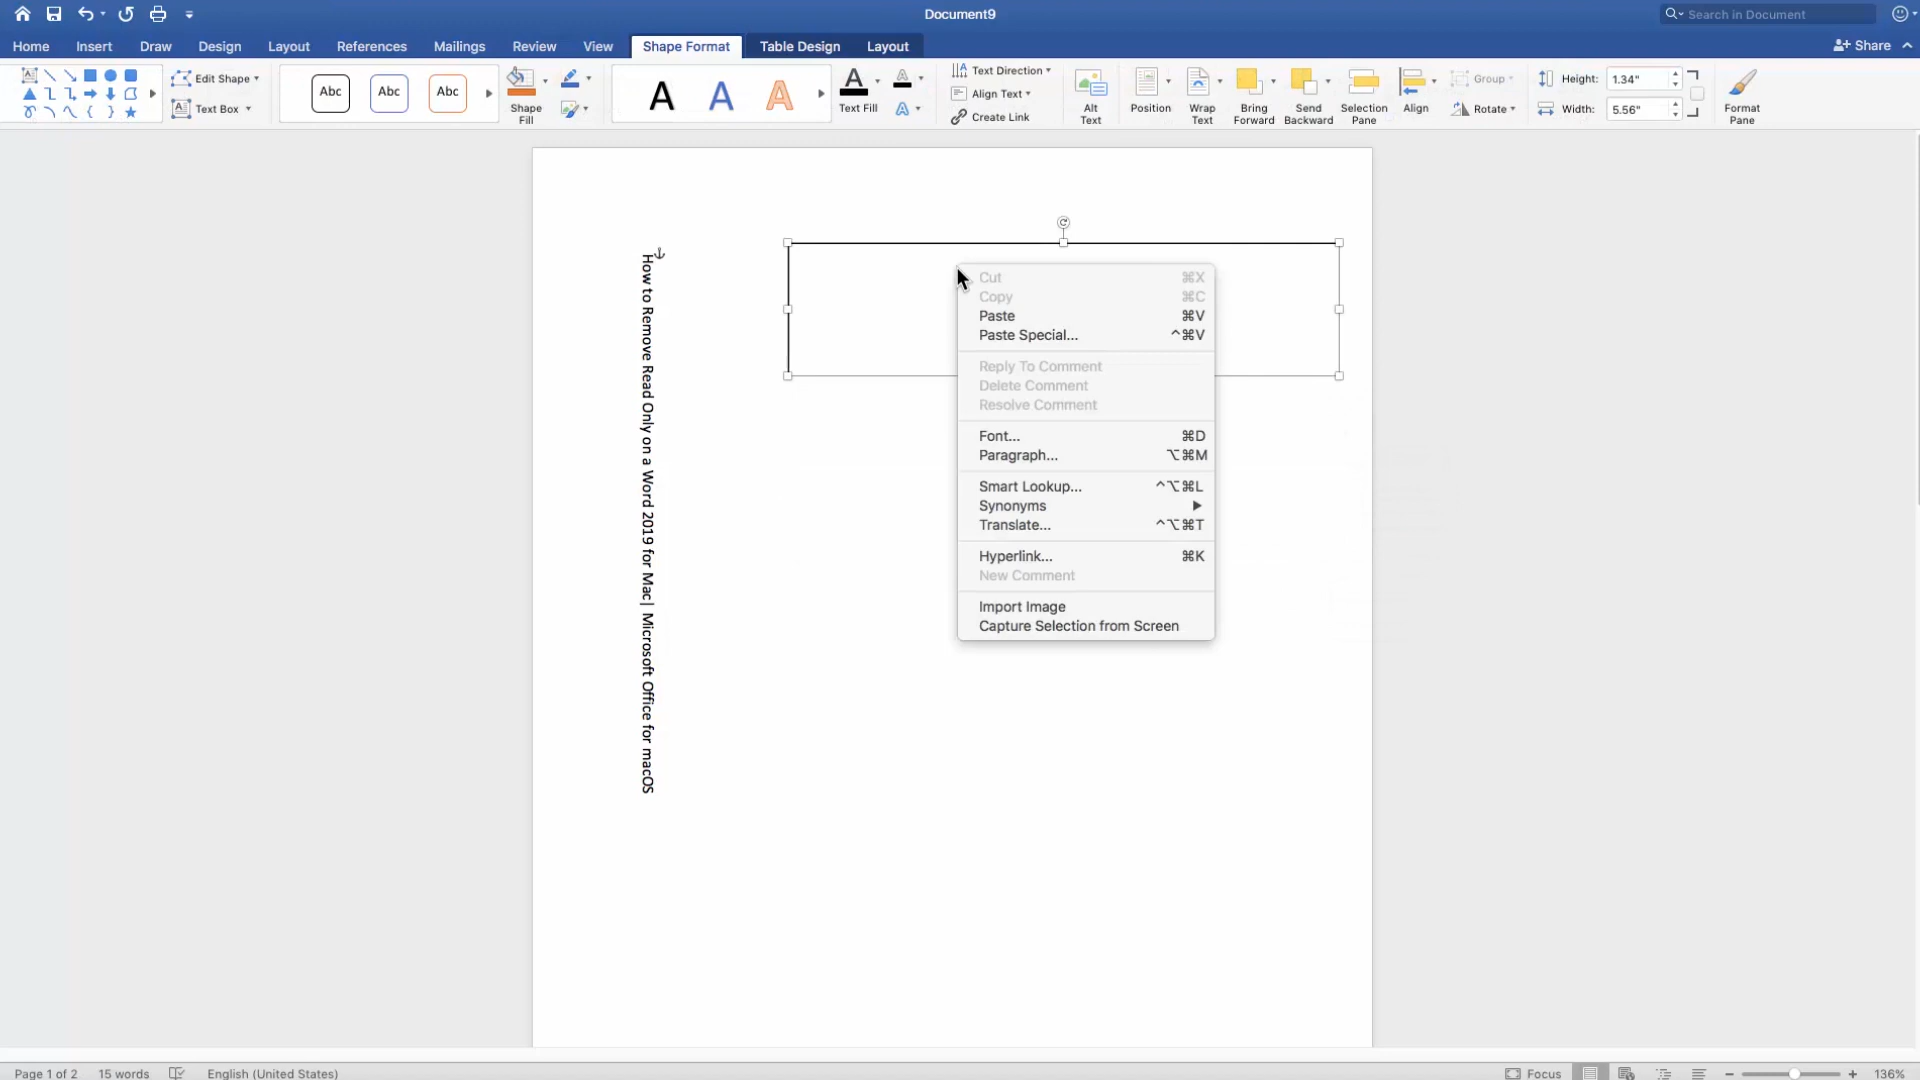 Document9
Search in Document
Home Insert Draw Design Layout References Mailings Review View Shape Format Table Design Layout Share
Edit Shape
Text Box
Abc Abc Abc
Shape Fill
A A A
Text Fill
Text Direction
Align Text
Create Link
Alt Text
Position
Wrap Text
Bring Forward
Send Backward
Selection Pane
Align
Group
Rotate
Height: 1.34"
Width: 5.56"
Format Pane
How to Remove Read Only on a Word 2019 for Mac| Microsoft Office for macOS
Cut ⌘X
Copy ⌘C
Paste ⌘V
Paste Special... ^⌘V
Reply To Comment
Delete Comment
Resolve Comment
Font... ⌘D
Paragraph... ⌥⌘M
Smart Lookup... ^⌥⌘L
Synonyms
Translate... ^⌥⌘T
Hyperlink... ⌘K
New Comment
Import Image
Capture Selection from Screen
Page 1 of 2 15 words English (United States) Focus 136%